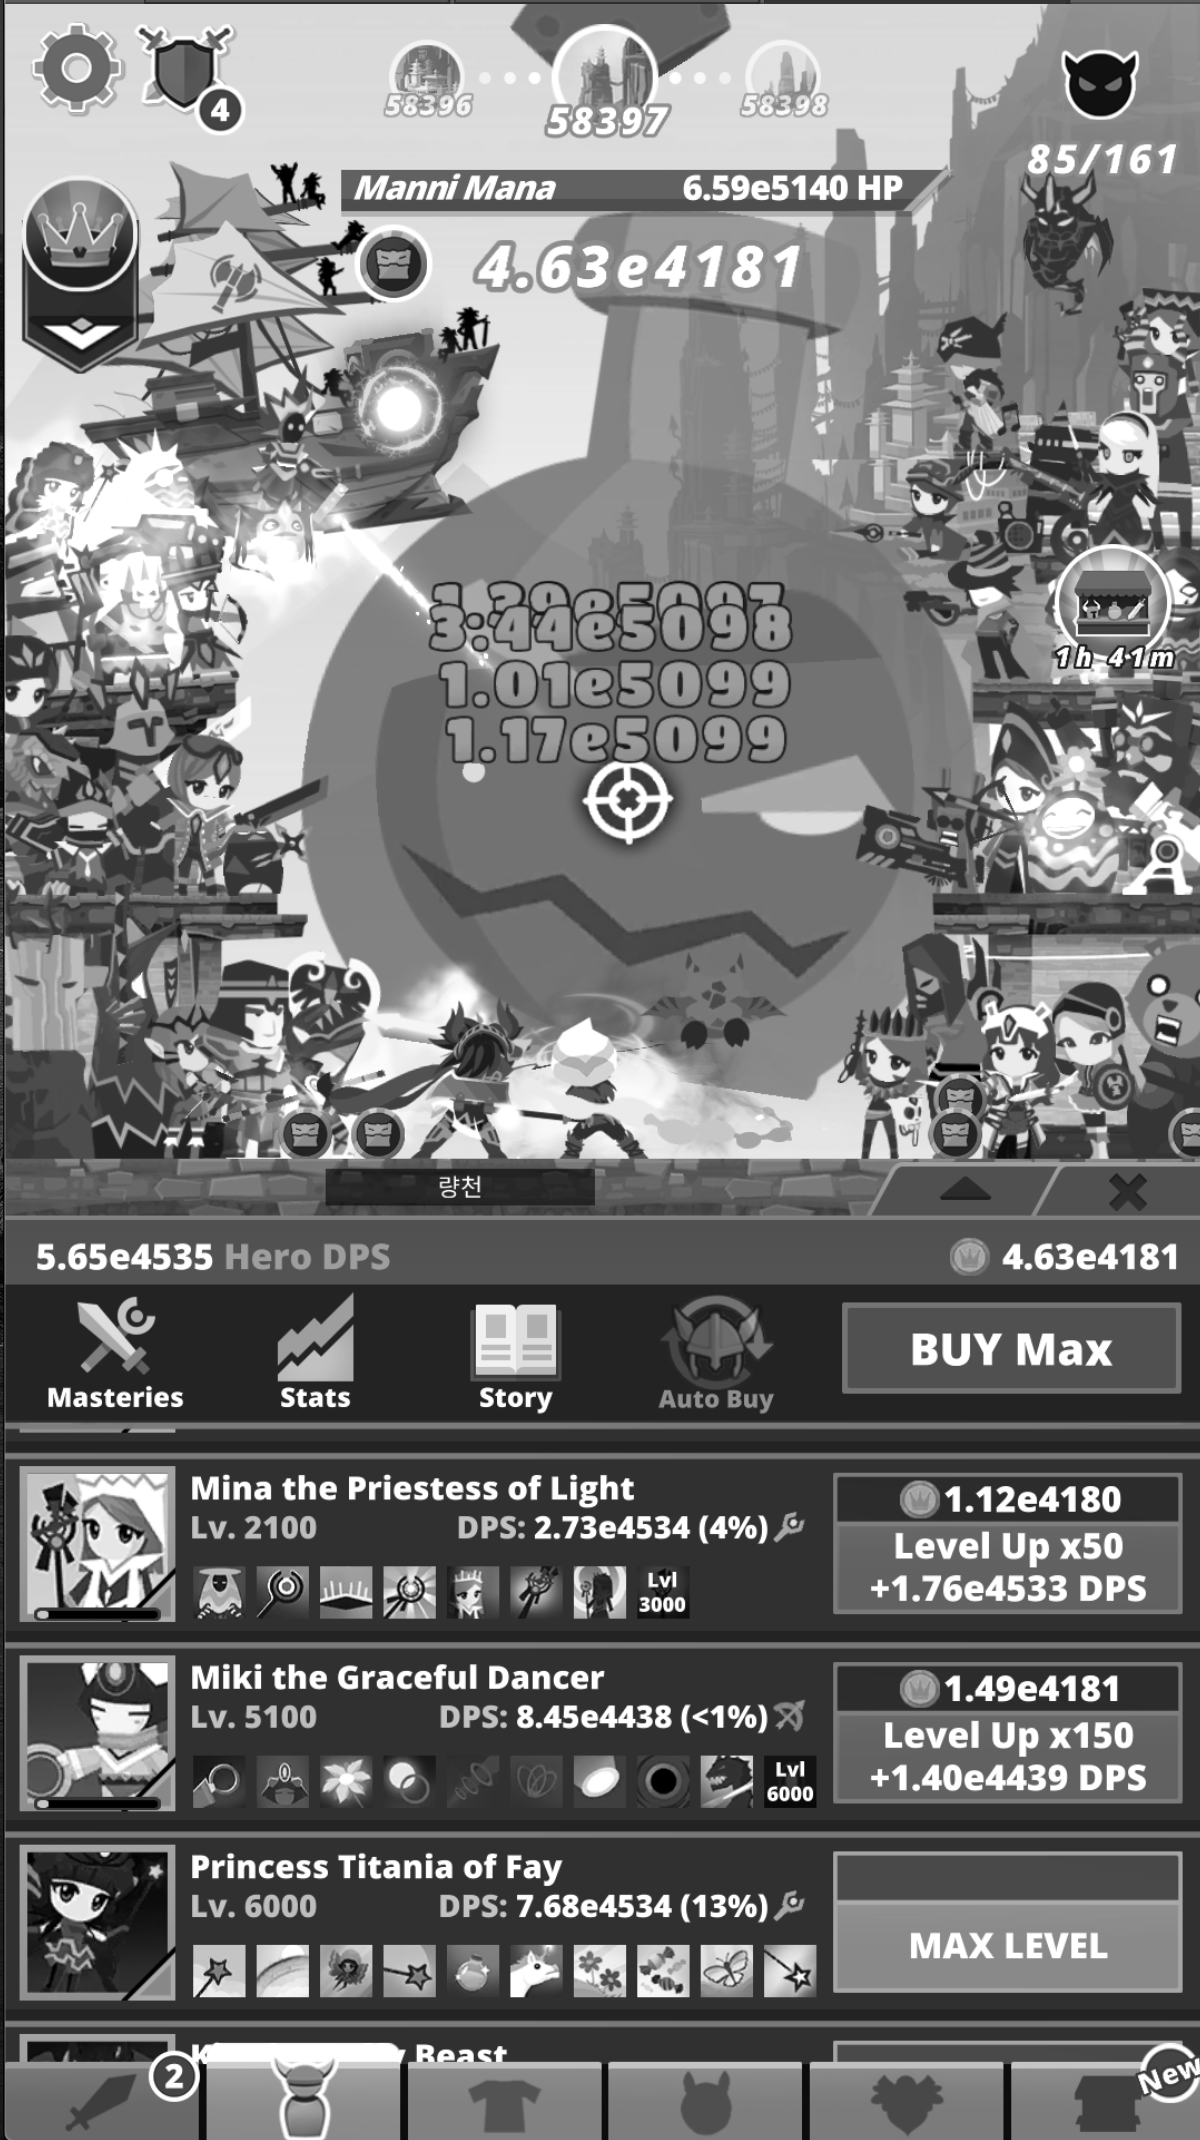 4
58396
58397
58398
85/161
Manni Mana 6.59e5140 HP
4.63e4181
3.44e5098
1.01e5099
1.17e5099
1h 41m
량천
5.65e4535 Hero DPS
4.63e4181
Masteries
Stats
Story
Auto Buy
BUY Max
Mina the Priestess of Light
Lv. 2100 DPS: 2.73e4534 (4%)
Lvl
3000
1.12e4180
Level Up x50
+1.76e4533 DPS
Miki the Graceful Dancer
Lv. 5100 DPS: 8.45e4438 (<1%)
Lvl
6000
1.49e4181
Level Up x150
+1.40e4439 DPS
Princess Titania of Fay
Lv. 6000 DPS: 7.68e4534 (13%)
MAX LEVEL
Beast
2
New